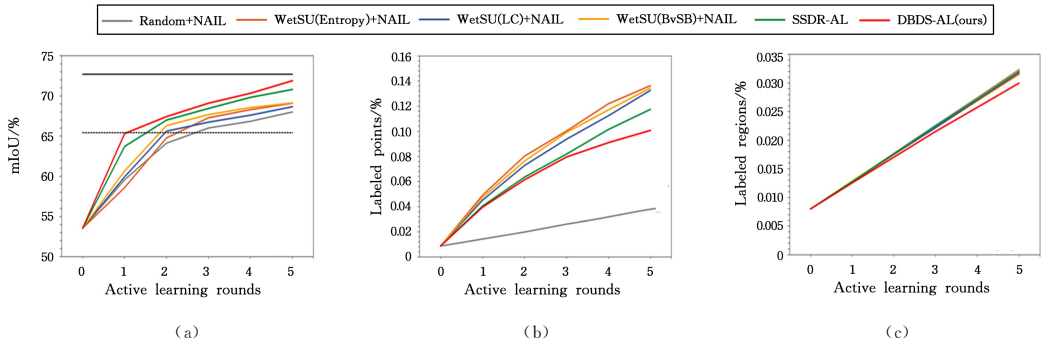 Random+NAIL WetSU(Entropy)+NAIL WetSU(LC)+NAIL WetSU(BvSB)+NAIL SSDR-AL DBDS-AL(ours)
mIoU/%
75
70
65
60
55
50
0 1 2 3 4 5
Active learning rounds
(a)
Labeled points/%
0.16
0.14
0.12
0.10
0.08
0.06
0.04
0.02
0
0 1 2 3 4 5
Active learning rounds
(b)
Labeled regions/%
0.035
0.035
0.025
0.020
0.015
0.010
0.005
0
0 1 2 3 4 5
Active learning rounds
(c)